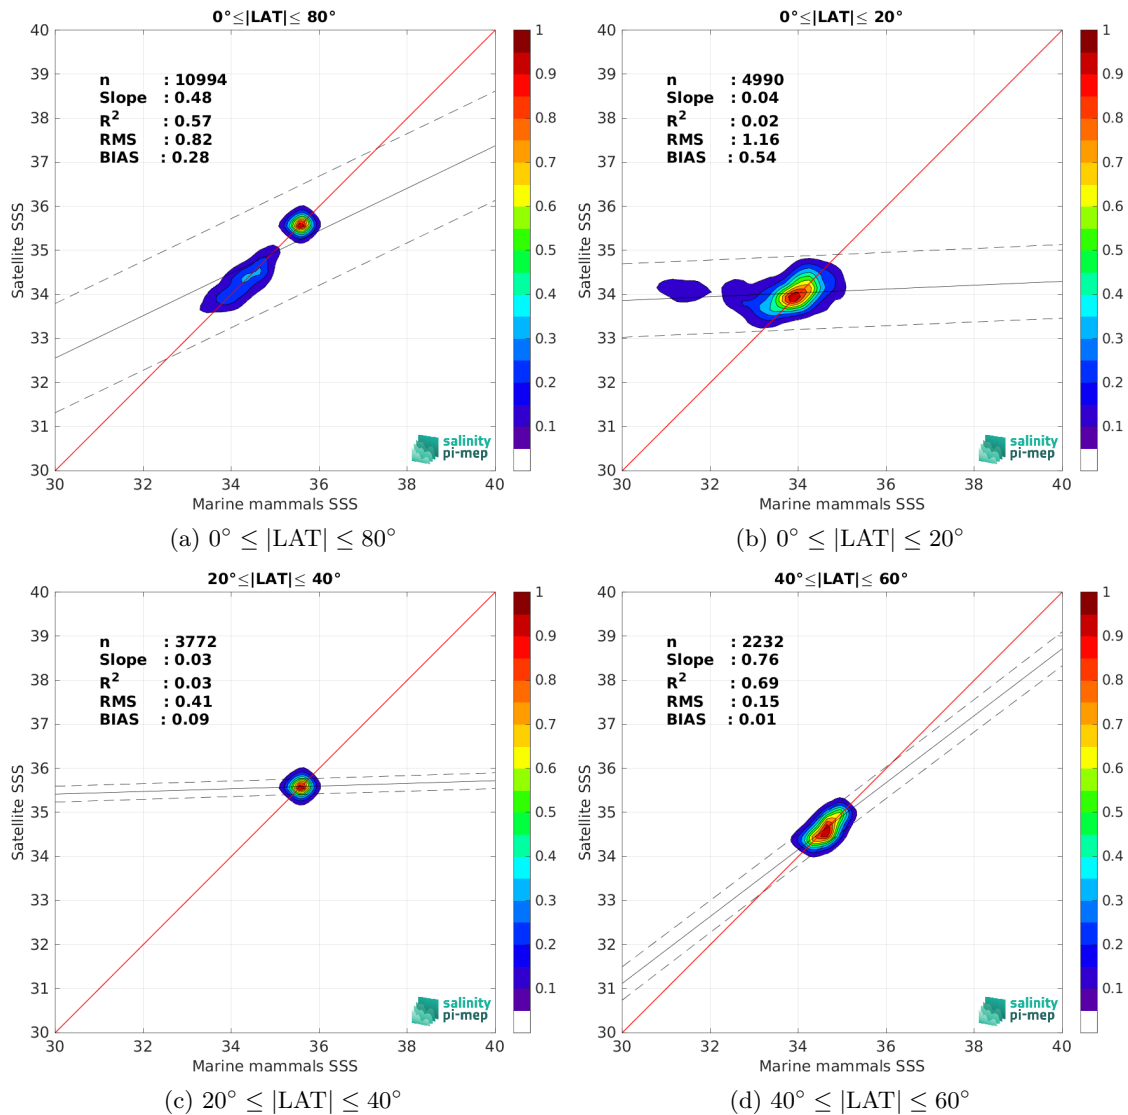 0°≤|LAT|≤ 80°
40
39
38
37
36
35
34
33
32
31
30
Satellite SSS
n : 10994
Slope : 0.48
R² : 0.57
RMS : 0.82
BIAS : 0.28
salinity
pi-mep
30 32 34 36 38 40
Marine mammals SSS
1
0.9
0.8
0.7
0.6
0.5
0.4
0.3
0.2
0.1
(a) 0° ≤ |LAT| ≤ 80°
0°≤|LAT|≤ 20°
40
39
38
37
36
35
34
33
32
31
30
Satellite SSS
n : 4990
Slope : 0.04
R² : 0.02
RMS : 1.16
BIAS : 0.54
salinity
pi-mep
30 32 34 36 38 40
Marine mammals SSS
1
0.9
0.8
0.7
0.6
0.5
0.4
0.3
0.2
0.1
(b) 0° ≤ |LAT| ≤ 20°
20°≤|LAT|≤ 40°
40
39
38
37
36
35
34
33
32
31
30
Satellite SSS
n : 3772
Slope : 0.03
R² : 0.03
RMS : 0.41
BIAS : 0.09
salinity
pi-mep
30 32 34 36 38 40
Marine mammals SSS
1
0.9
0.8
0.7
0.6
0.5
0.4
0.3
0.2
0.1
(c) 20° ≤ |LAT| ≤ 40°
40°≤|LAT|≤ 60°
40
39
38
37
36
35
34
33
32
31
30
Satellite SSS
n : 2232
Slope : 0.76
R² : 0.69
RMS : 0.15
BIAS : 0.01
salinity
pi-mep
30 32 34 36 38 40
Marine mammals SSS
1
0.9
0.8
0.7
0.6
0.5
0.4
0.3
0.2
0.1
(d) 40° ≤ |LAT| ≤ 60°